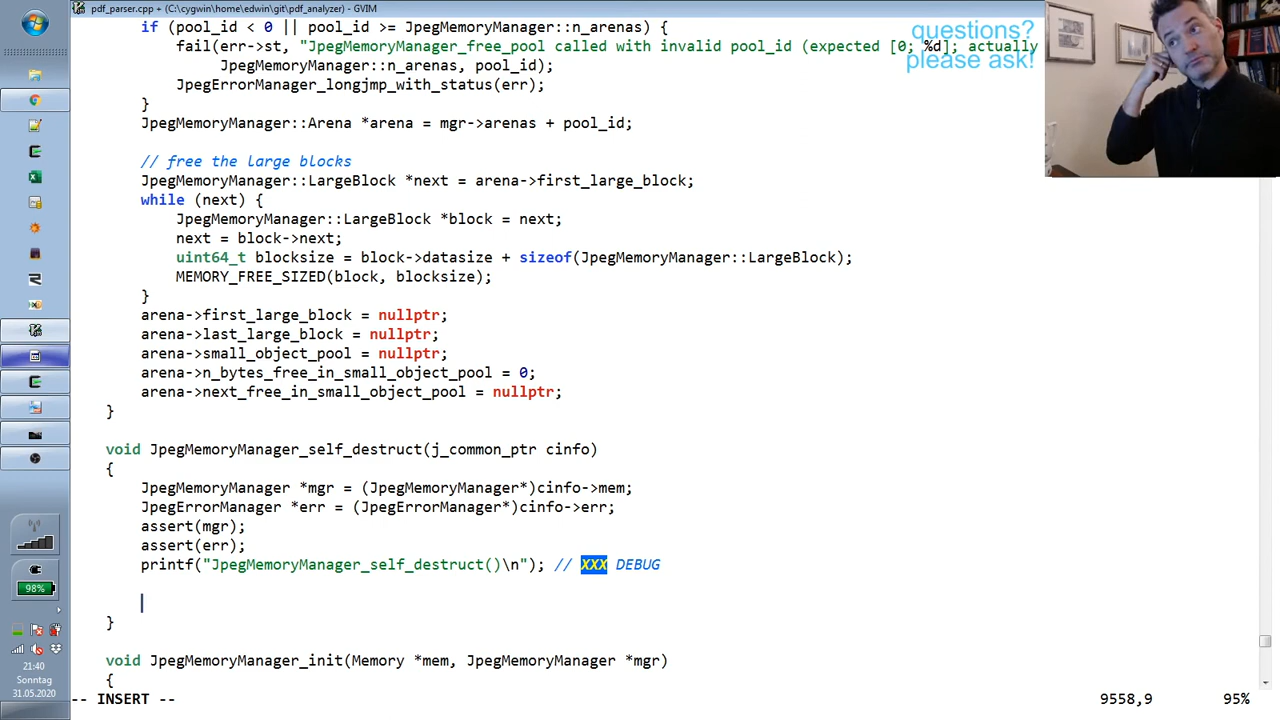 pdf_parser.cpp + (C:\cygwin\home\edwin\git\pdf_analyzer) - GVIM
if (pool_id < 0 || pool_id >= JpegMemoryManager::n_arenas) {
fail(err->st, "JpegMemoryManager_free_pool called with invalid pool_id (expected [0; %d]; actually
JpegMemoryManager::n_arenas, pool_id);
JpegErrorManager_longjmp_with_status(err);
}
JpegMemoryManager::Arena *arena = mgr->arenas + pool_id;
// free the large blocks
JpegMemoryManager::LargeBlock *next = arena->first_large_block;
while (next) {
JpegMemoryManager::LargeBlock *block = next;
next = block->next;
uint64_t blocksize = block->datasize + sizeof(JpegMemoryManager::LargeBlock);
MEMORY_FREE_SIZED(block, blocksize);
}
arena->first_large_block = nullptr;
arena->last_large_block = nullptr;
arena->small_object_pool = nullptr;
arena->n_bytes_free_in_small_object_pool = 0;
arena->next_free_in_small_object_pool = nullptr;
}
void JpegMemoryManager_self_destruct(j_common_ptr cinfo)
{
JpegMemoryManager *mgr = (JpegMemoryManager*)cinfo->mem;
JpegErrorManager *err = (JpegErrorManager*)cinfo->err;
assert(mgr);
assert(err);
printf("JpegMemoryManager_self_destruct()\n"); // XXX DEBUG
}
void JpegMemoryManager_init(Memory *mem, JpegMemoryManager *mgr)
{
-- INSERT --
9558,9
95%
questions?
please ask!
98%
21:40
Sonntag
31.05.2020